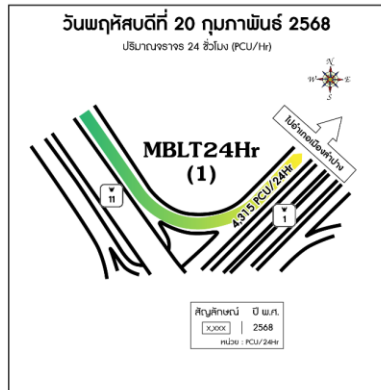 วันพฤหัสบดีที่ 20 กุมภาพันธ์ 2568
ปริมาณจราจร 24 ชั่วโมง (PCU/Hr)
N
W E
S
ไปอำเภอเมืองลำปาง
MBLT24Hr
(1)
4,315 PCU/24Hr
11
1
สัญลักษณ์ ปี พ.ศ.
x,xxx 2568
หน่วย : PCU/24Hr